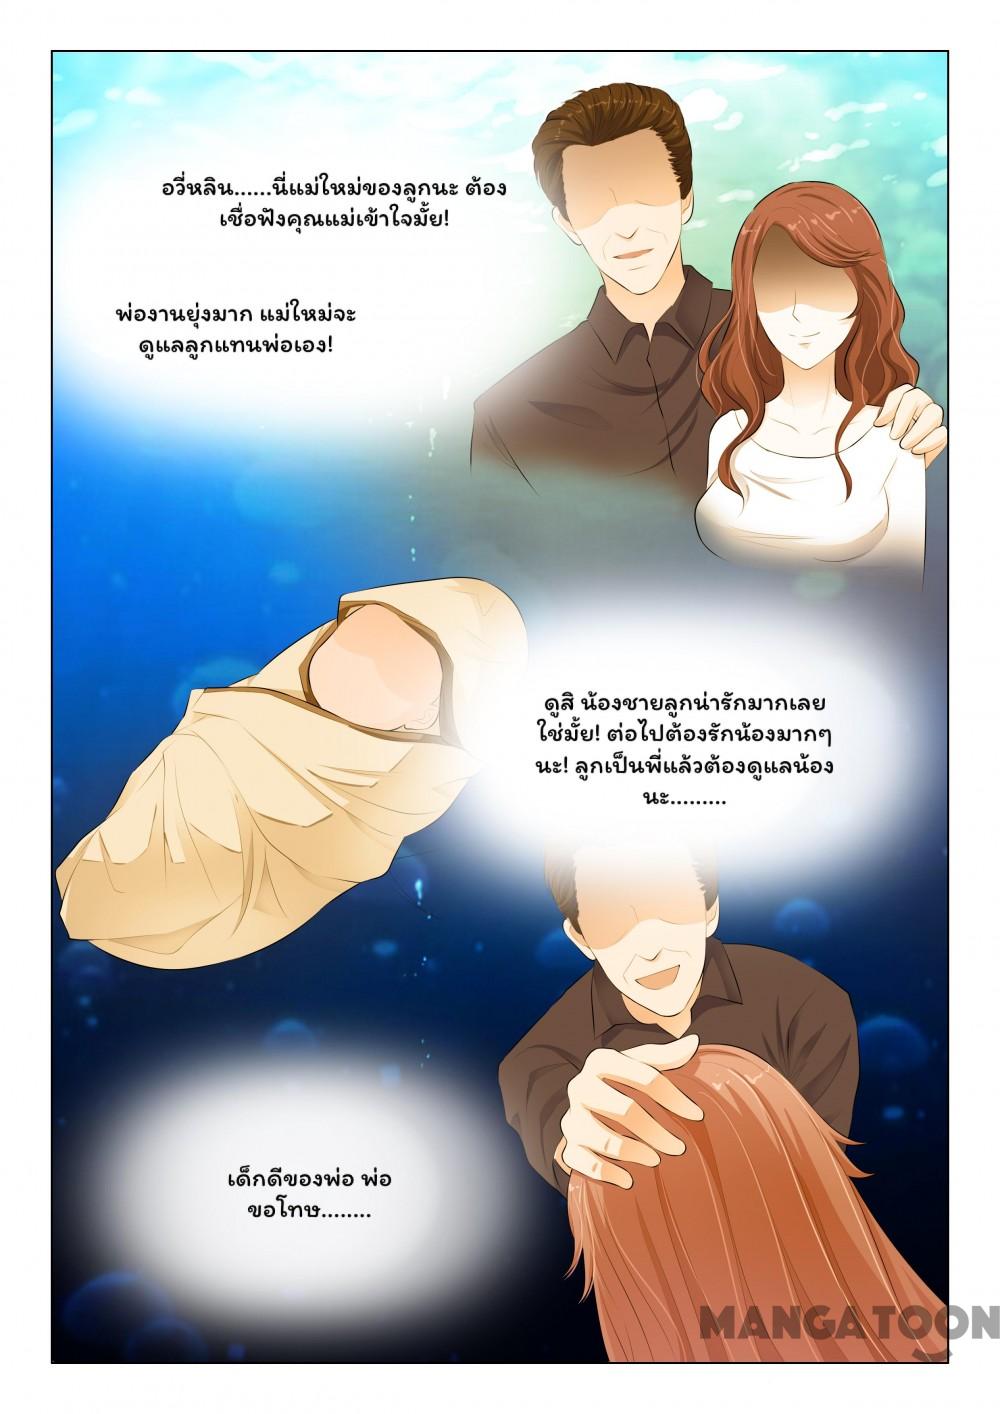 อวี่หลิน......นี่แม่ใหม่ของลูกนะ ต้อง
เชื่อฟังคุณแม่เข้าใจมั้ย!
พ่องานยุ่งมาก แม่ใหม่จะ
ดูแลลูกแทนพ่อเอง!
ดูสิ น้องชายลูกน่ารักมากเลย
ใช่มั้ย! ต่อไปต้องรักน้องมากๆ
นะ! ลูกเป็นพี่แล้วต้องดูแลน้อง
นะ.........
เด็กดีของพ่อ พ่อ
ขอโทษ........
MANGATOON